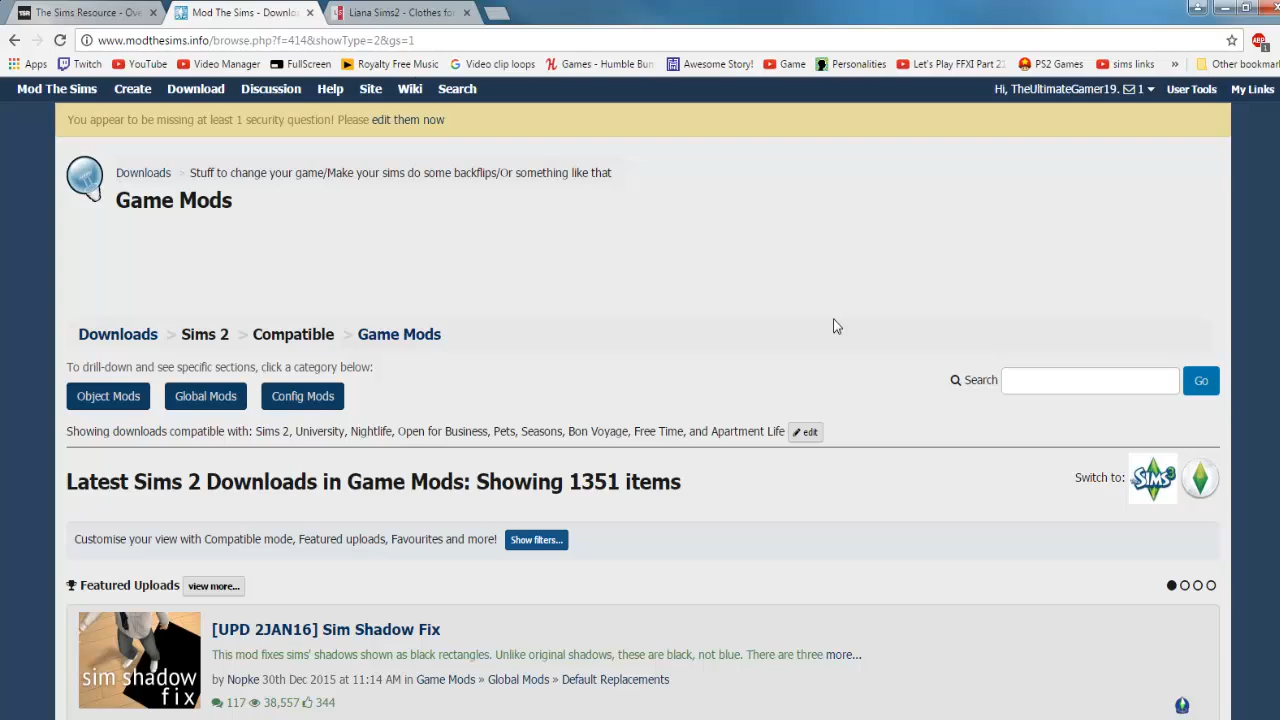 The Sims Resource - Ove
Mod The Sims - Downlo
Liana Sims2 - Clothes for
www.modthesims.info/browse.php?f=414&showType=2&gs=1
Apps Twitch YouTube Video Manager FullScreen Royalty Free Music Video clip loops Games - Humble Bun Awesome Story! Game Personalities Let's Play FFXI Part 2 PS2 Games sims links » Other bookmar
Mod The Sims Create Download Discussion Help Site Wiki Search Hi, TheUltimateGamer19. 1 User Tools My Links
You appear to be missing at least 1 security question! Please edit them now
Downloads > Stuff to change your game/Make your sims do some backflips/Or something like that
Game Mods
Downloads > Sims 2 > Compatible > Game Mods
To drill-down and see specific sections, click a category below:
Object Mods Global Mods Config Mods Search Go
Showing downloads compatible with: Sims 2, University, Nightlife, Open for Business, Pets, Seasons, Bon Voyage, Free Time, and Apartment Life edit
Latest Sims 2 Downloads in Game Mods: Showing 1351 items
Switch to: SIMS 3
Customise your view with Compatible mode, Featured uploads, Favourites and more! Show filters...
Featured Uploads view more...
[UPD 2JAN16] Sim Shadow Fix
This mod fixes sims' shadows shown as black rectangles. Unlike original shadows, these are black, not blue. There are three more...
by Nopke 30th Dec 2015 at 11:14 AM in Game Mods » Global Mods » Default Replacements
117 38,557 344
sim shadow
fix